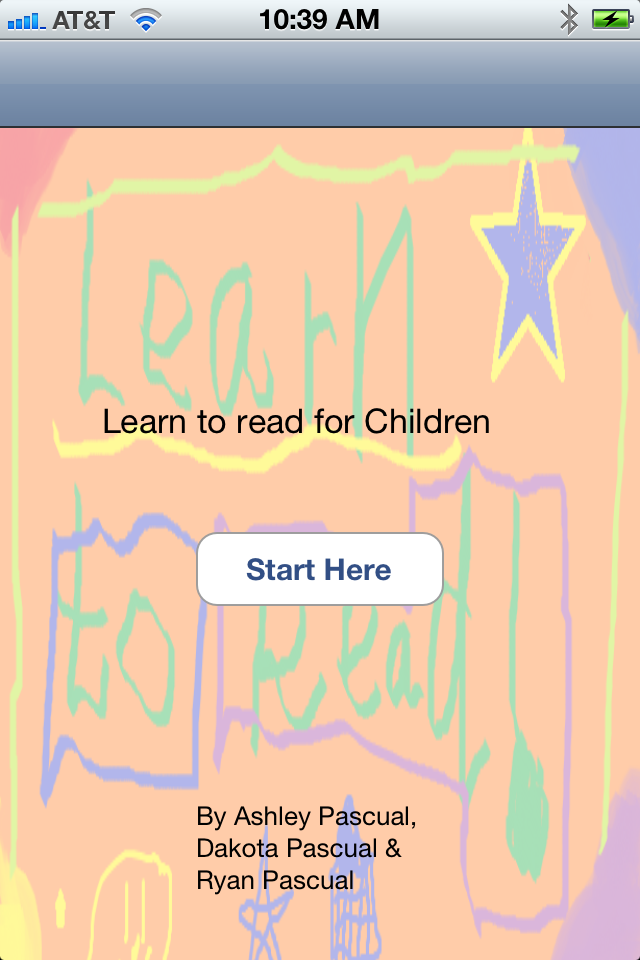 AT&T 10:39 AM
Learn
Learn to read for Children
Start Here
to Read!
By Ashley Pascual,
Dakota Pascual &
Ryan Pascual